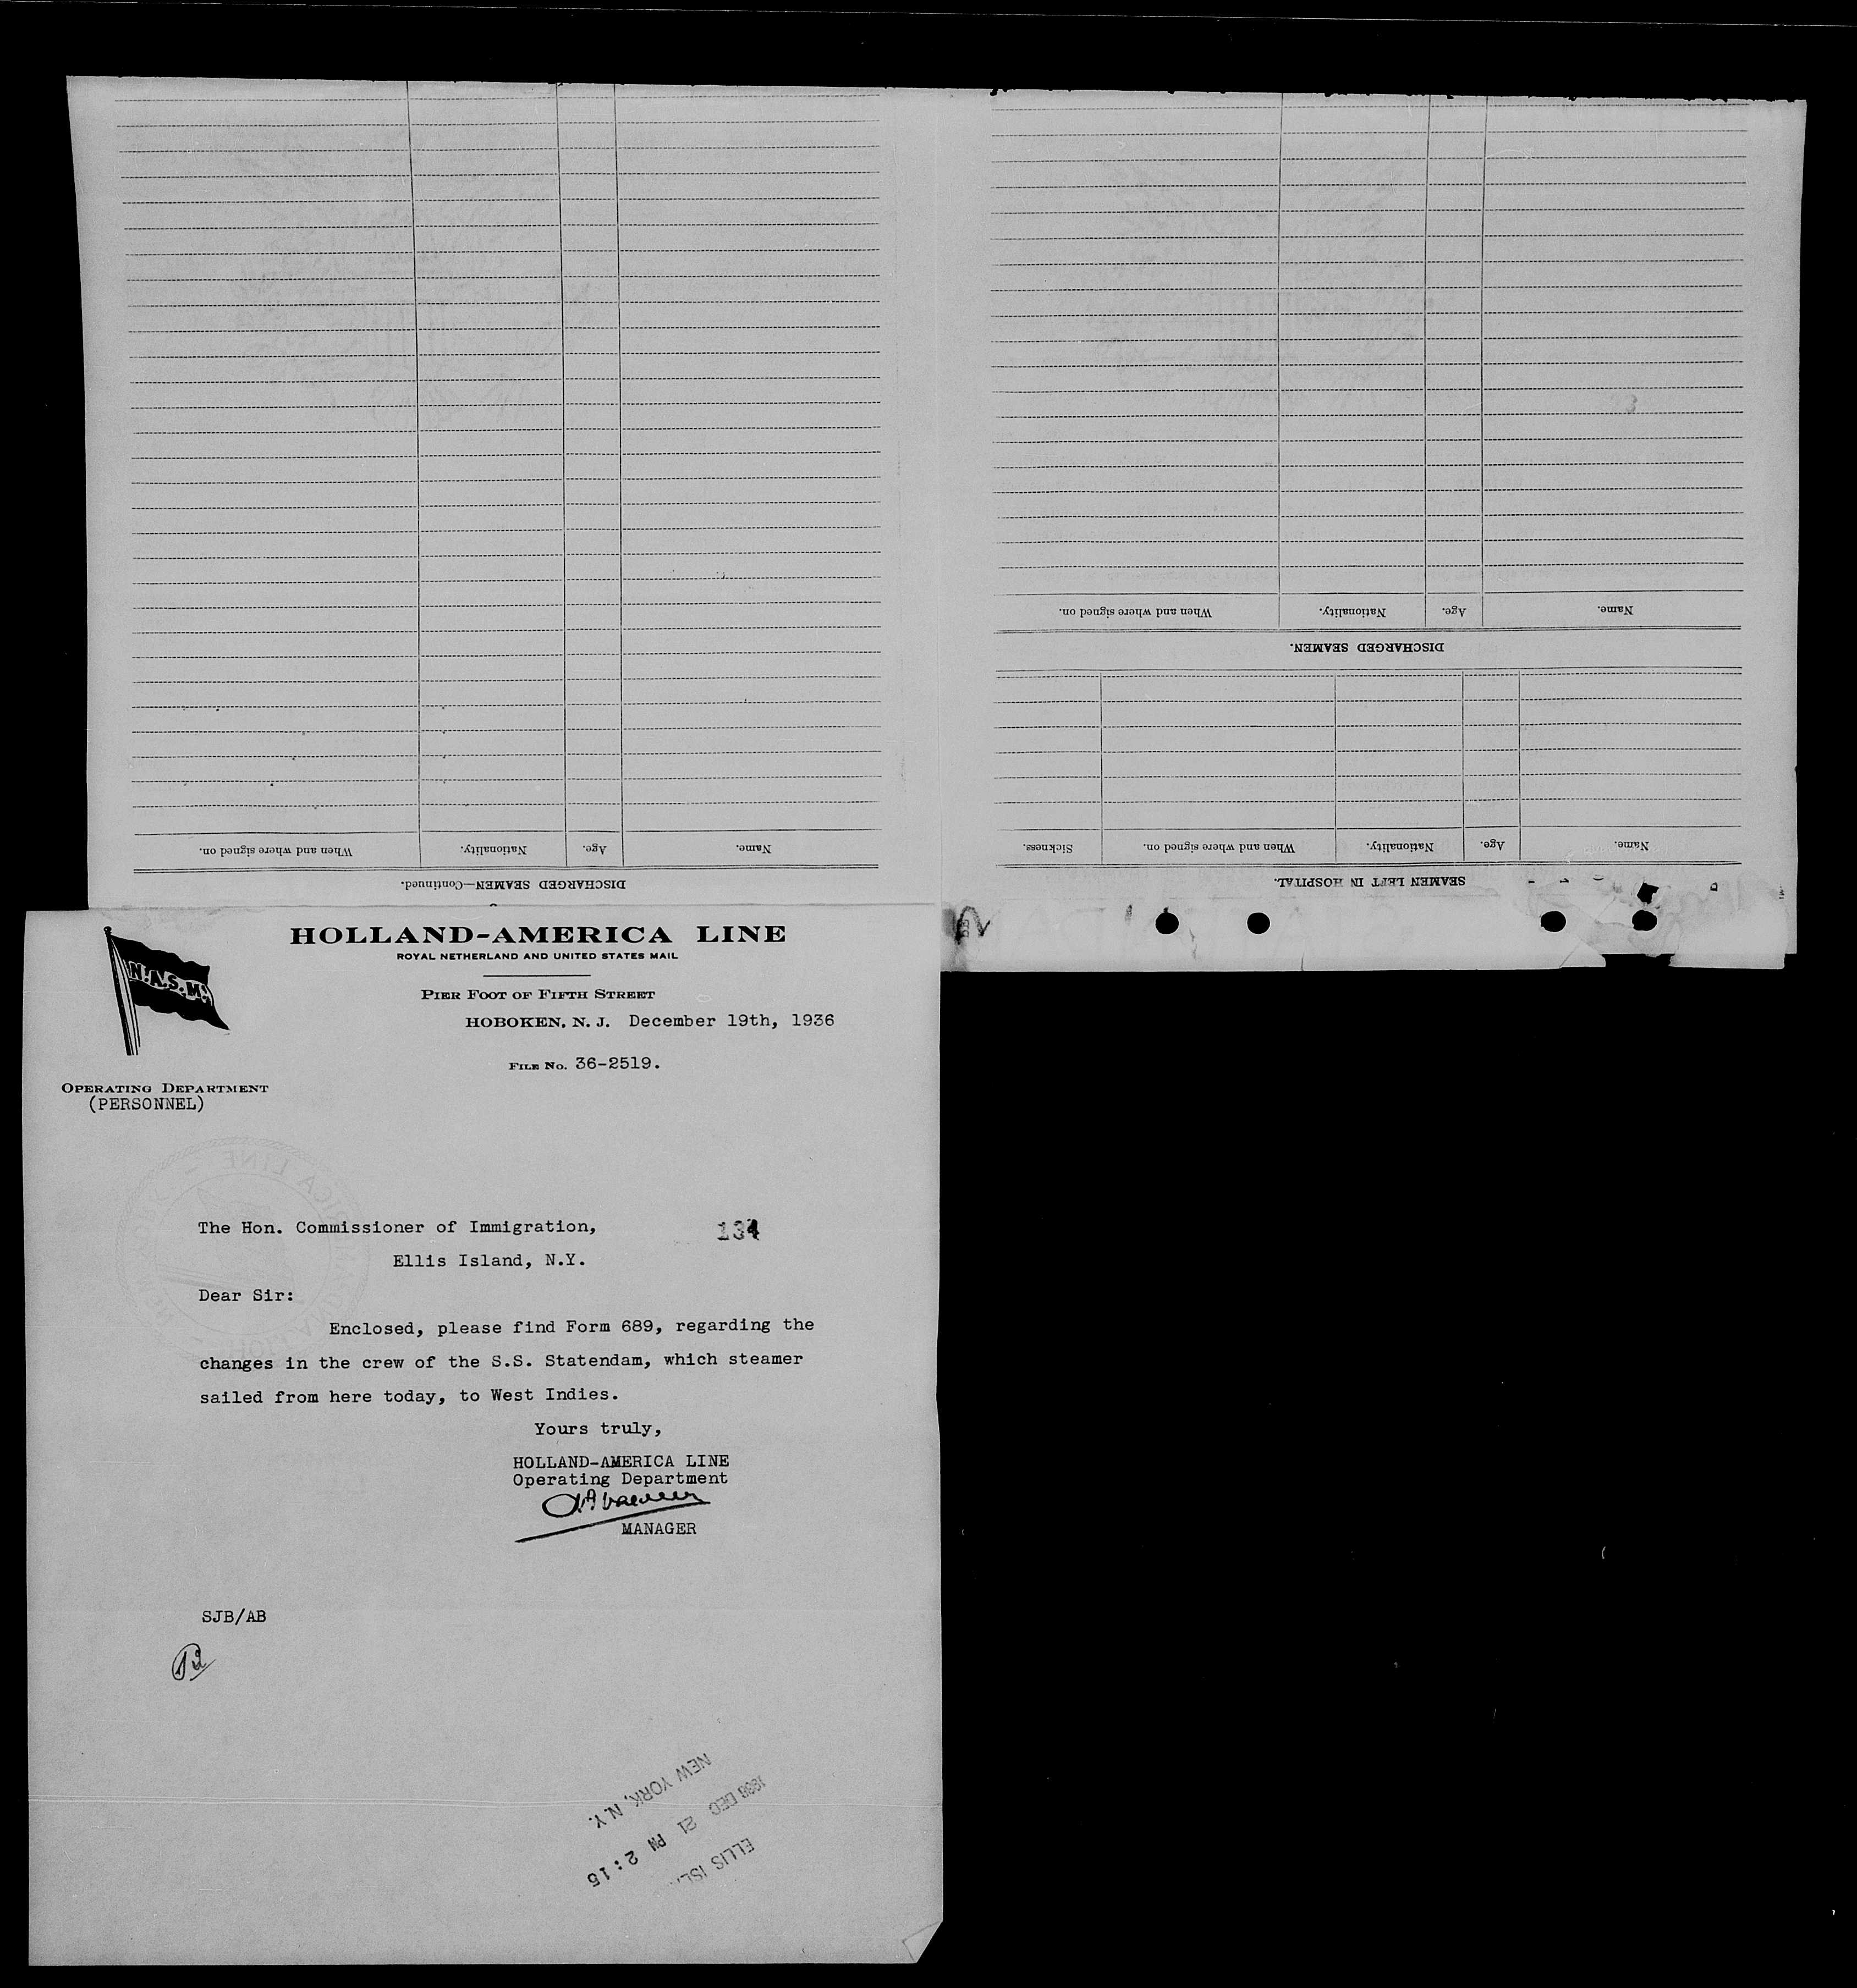 DISCHARGED SEAMEN—Continued.
Name. Age. Nationality. When and where signed on.
SEAMEN LEFT IN HOSPITAL.
Name. Age. Nationality. When and where signed on. Sickness.
DISCHARGED SEAMEN.
Name. Age. Nationality. When and where signed on.
N.A.S.M.
HOLLAND-AMERICA LINE
ROYAL NETHERLAND AND UNITED STATES MAIL
PIER FOOT OF FIFTH STREET
HOBOKEN, N. J. December 19th, 1936
FILE No. 36-2519.
OPERATING DEPARTMENT
(PERSONNEL)
The Hon. Commissioner of Immigration,
134
Ellis Island, N.Y.
Dear Sir:
Enclosed, please find Form 689, regarding the
changes in the crew of the S.S. Statendam, which steamer
sailed from here today, to West Indies.
Yours truly,
HOLLAND-AMERICA LINE
Operating Department
MANAGER
SJB/AB
ELLIS ISL
1936 DEC 21 PM 2:15
NEW YORK, N.Y.